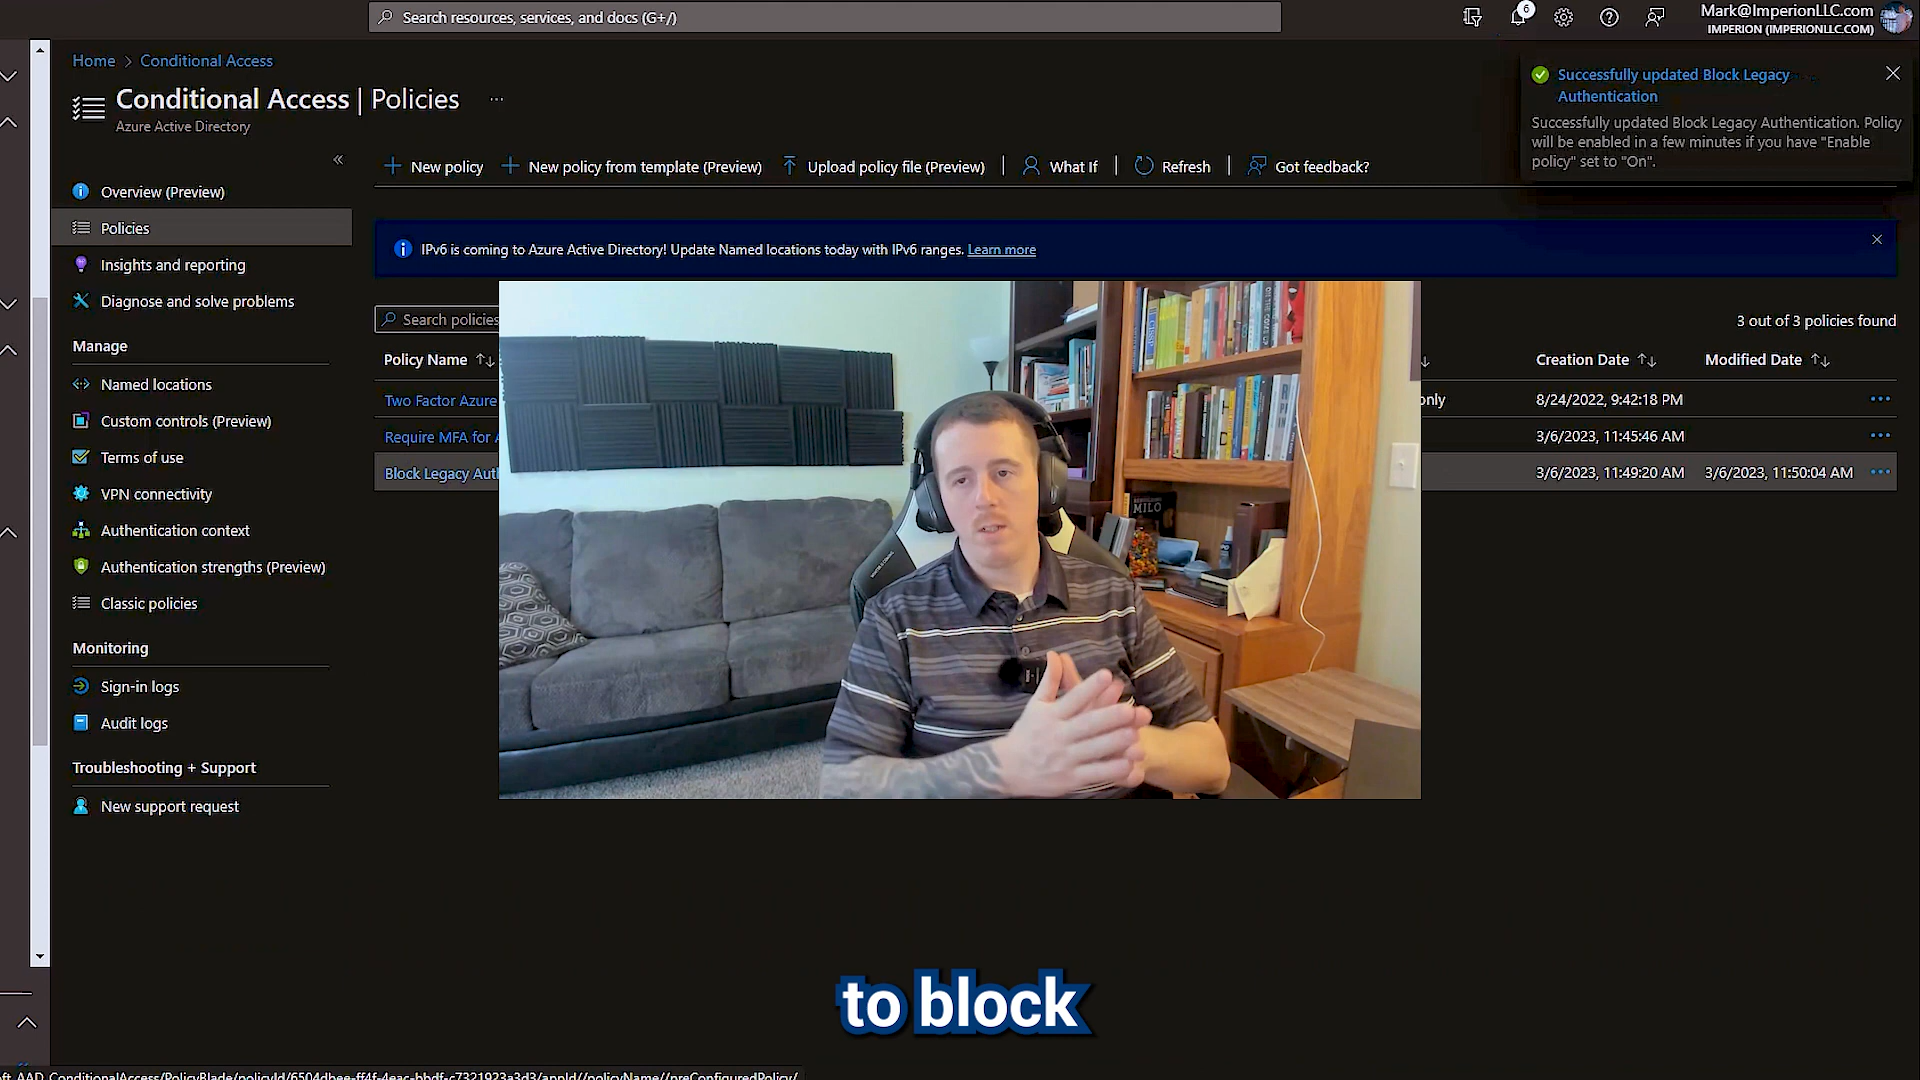 Search resources, services, and docs (G+/)
6
Mark@ImperionLLC.com
IMPERION (IMPERIONLLC.COM)
Home > Conditional Access
Conditional Access | Policies ...
Azure Active Directory
Successfully updated Block Legacy
Authentication
Successfully updated Block Legacy Authentication. Policy
will be enabled in a few minutes if you have "Enable
policy" set to "On".
«
New policy
New policy from template (Preview)
Upload policy file (Preview)
What If
Refresh
Got feedback?
Overview (Preview)
Policies
Insights and reporting
Diagnose and solve problems
Manage
Named locations
Custom controls (Preview)
Terms of use
VPN connectivity
Authentication context
Authentication strengths (Preview)
Classic policies
Monitoring
Sign-in logs
Audit logs
Troubleshooting + Support
New support request
IPv6 is coming to Azure Active Directory! Update Named locations today with IPv6 ranges. Learn more
Search policies
3 out of 3 policies found
Policy Name
Creation Date
Modified Date
Two Factor Azure
only
8/24/2022, 9:42:18 PM
Require MFA for
3/6/2023, 11:45:46 AM
Block Legacy Aut
3/6/2023, 11:49:20 AM
3/6/2023, 11:50:04 AM
MILO
to block